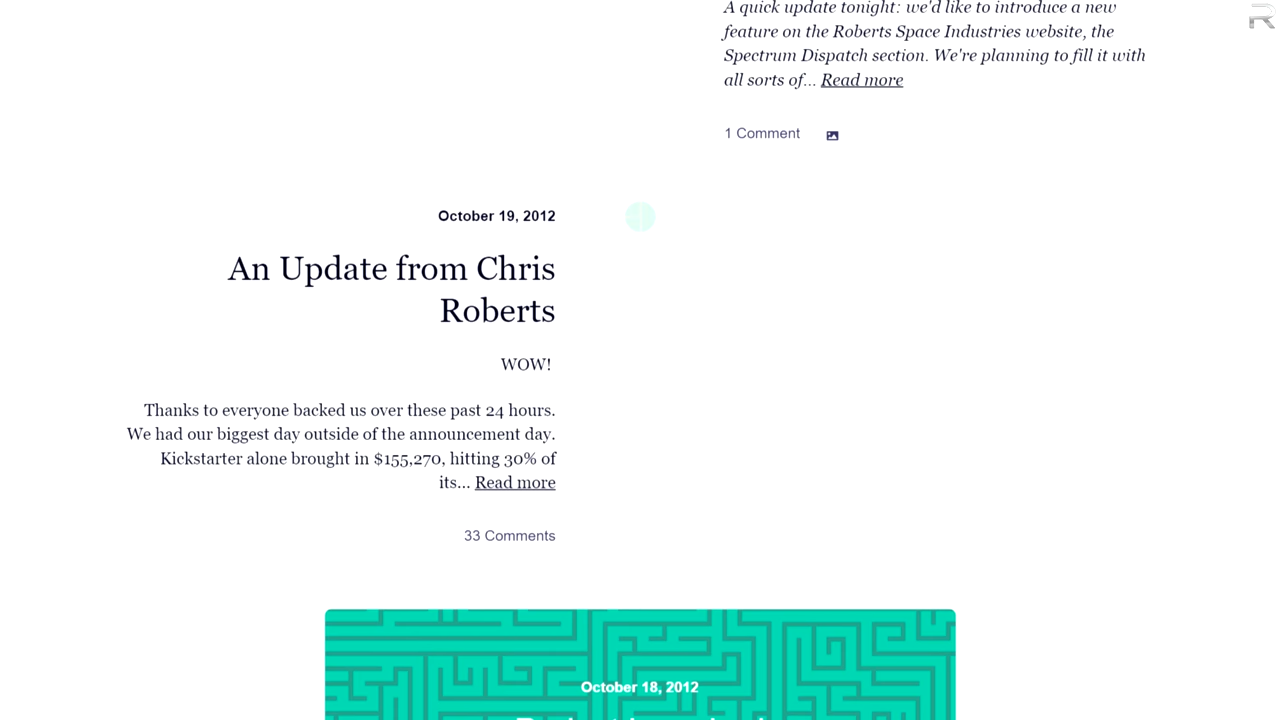 A quick update tonight: we'd like to introduce a new
feature on the Roberts Space Industries website, the
Spectrum Dispatch section. We're planning to fill it with
all sorts of... Read more
1 Comment
October 19, 2012
An Update from Chris
Roberts
WOW!
Thanks to everyone backed us over these past 24 hours.
We had our biggest day outside of the announcement day.
Kickstarter alone brought in $155,270, hitting 30% of
its... Read more
33 Comments
October 18, 2012